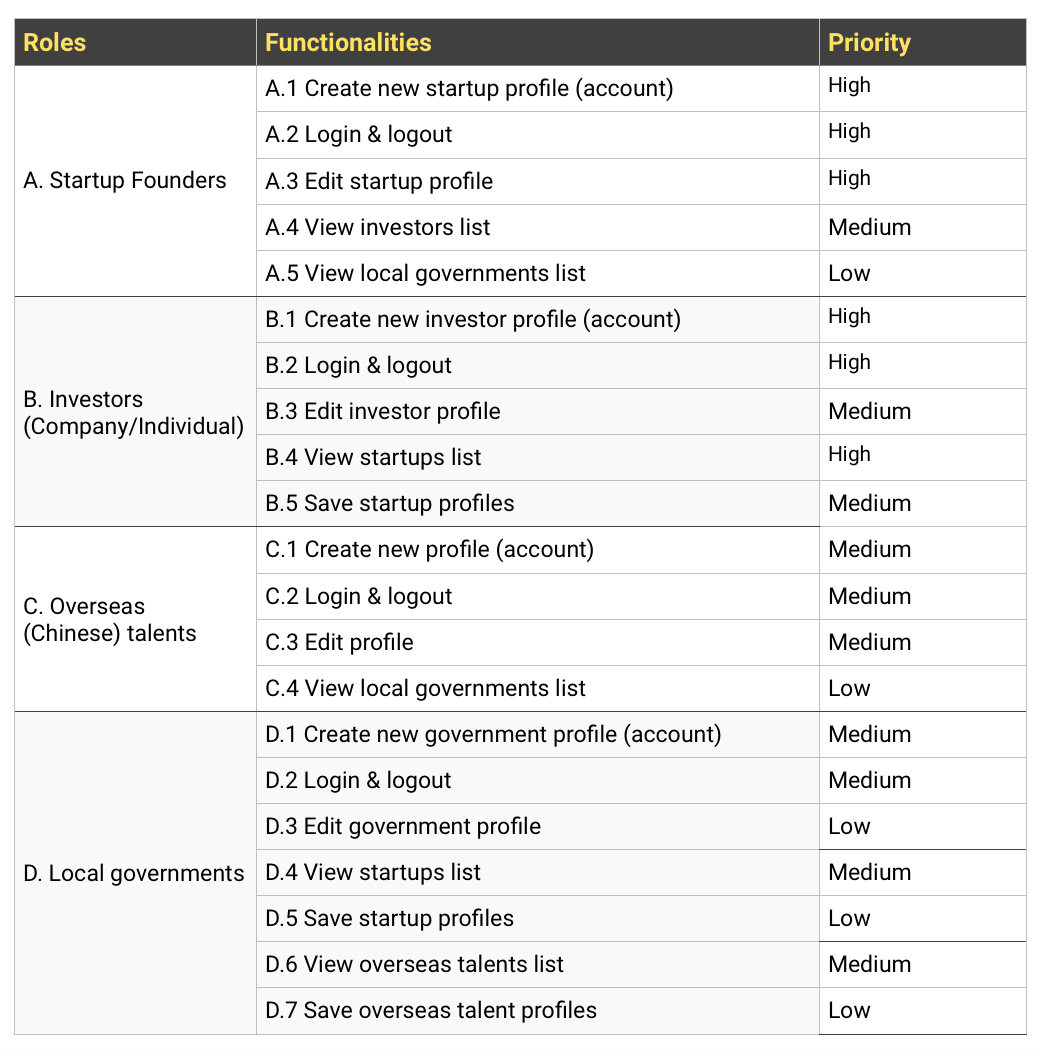 Roles Functionalities Priority
A. Startup Founders
A.1 Create new startup profile (account) High
A.2 Login & logout High
A.3 Edit startup profile High
A.4 View investors list Medium
A.5 View local governments list Low
B. Investors
(Company/Individual)
B.1 Create new investor profile (account) High
B.2 Login & logout High
B.3 Edit investor profile Medium
B.4 View startups list High
B.5 Save startup profiles Medium
C. Overseas
(Chinese) talents
C.1 Create new profile (account) Medium
C.2 Login & logout Medium
C.3 Edit profile Medium
C.4 View local governments list Low
D. Local governments
D.1 Create new government profile (account) Medium
D.2 Login & logout Medium
D.3 Edit government profile Low
D.4 View startups list Medium
D.5 Save startup profiles Low
D.6 View overseas talents list Medium
D.7 Save overseas talent profiles Low